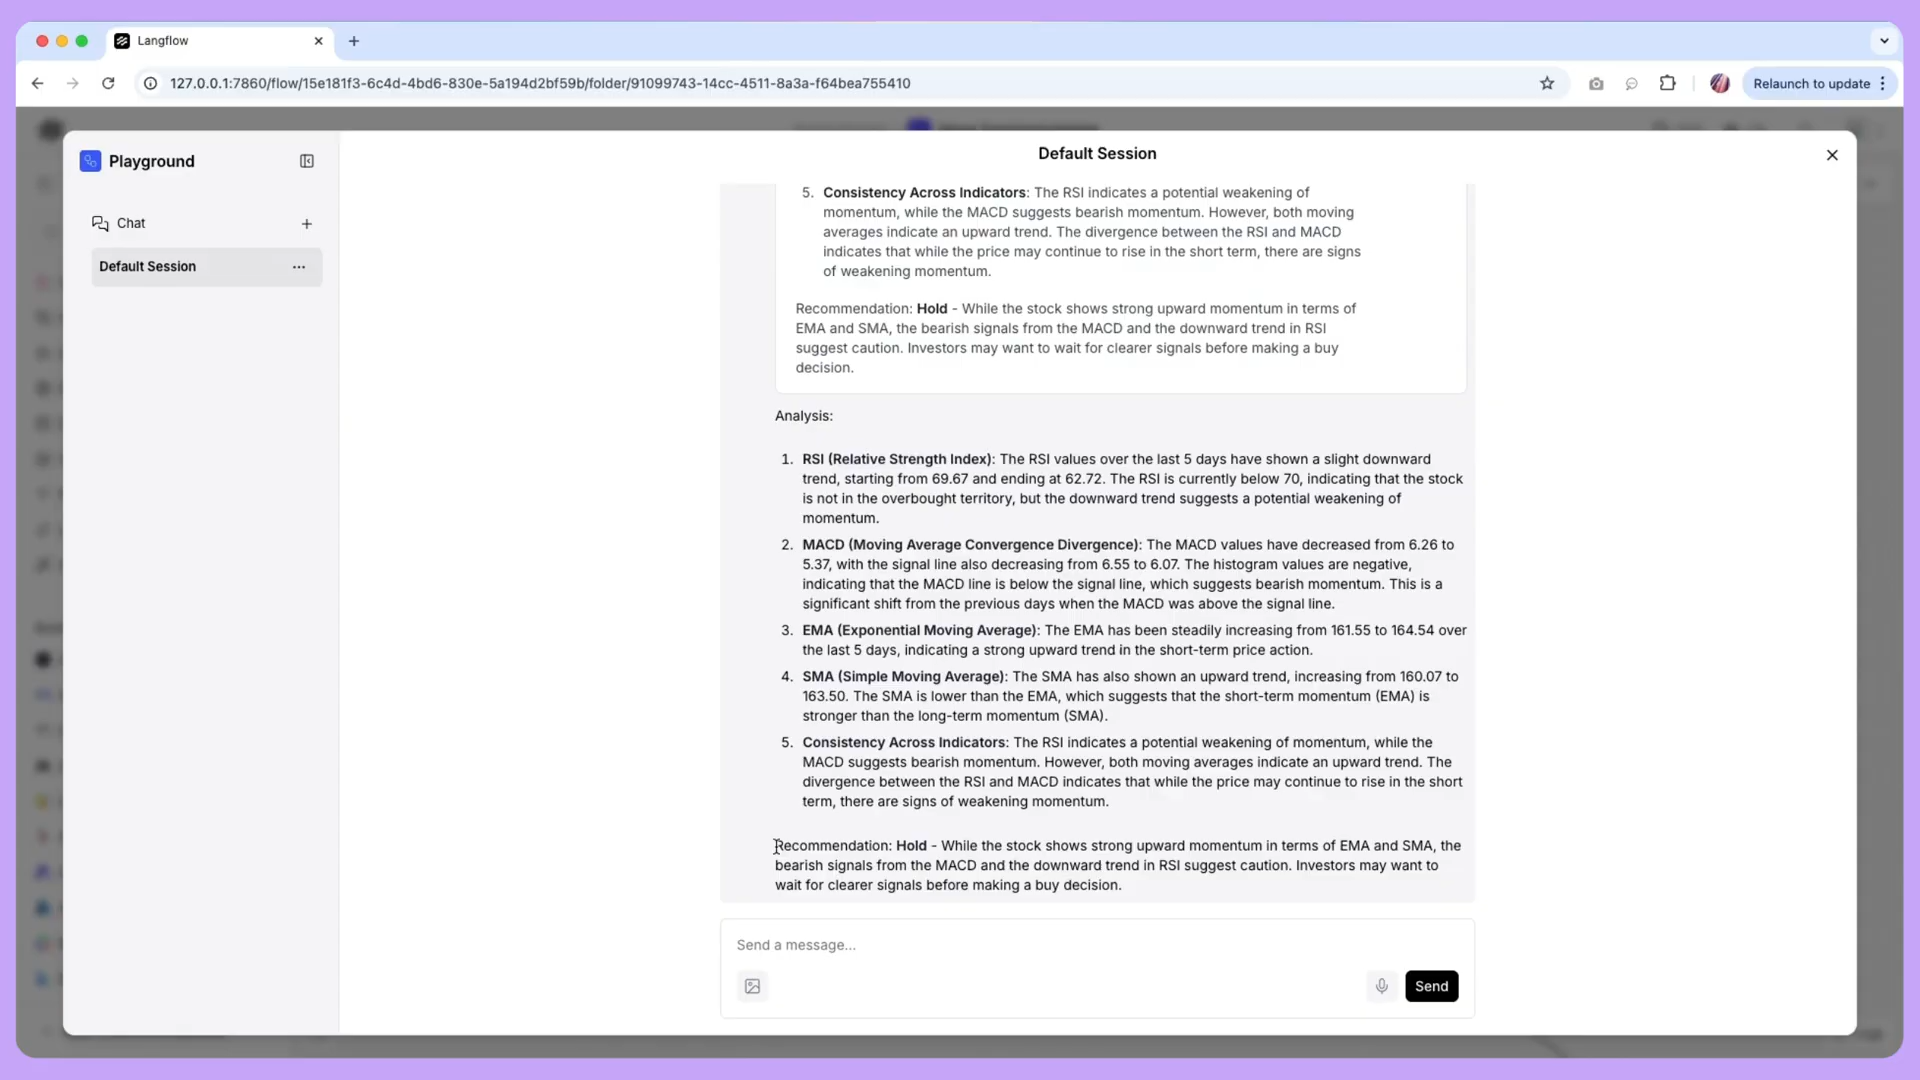 Langflow
127.0.0.1:7860/flow/15e181f3-6c4d-4bd6-830e-5a194d2bf59b/folder/91099743-14cc-4511-8a3a-f64bea755410
Relaunch to update
Playground
Default Session
Chat
Default Session
5. Consistency Across Indicators: The RSI indicates a potential weakening of
momentum, while the MACD suggests bearish momentum. However, both moving
averages indicate an upward trend. The divergence between the RSI and MACD
indicates that while the price may continue to rise in the short term, there are signs
of weakening momentum.
Recommendation: Hold - While the stock shows strong upward momentum in terms of
EMA and SMA, the bearish signals from the MACD and the downward trend in RSI
suggest caution. Investors may want to wait for clearer signals before making a buy
decision.
Analysis:
1. RSI (Relative Strength Index): The RSI values over the last 5 days have shown a slight downward
trend, starting from 69.67 and ending at 62.72. The RSI is currently below 70, indicating that the stock
is not in the overbought territory, but the downward trend suggests a potential weakening of
momentum.
2. MACD (Moving Average Convergence Divergence): The MACD values have decreased from 6.26 to
5.37, with the signal line also decreasing from 6.55 to 6.07. The histogram values are negative,
indicating that the MACD line is below the signal line, which suggests bearish momentum. This is a
significant shift from the previous days when the MACD was above the signal line.
3. EMA (Exponential Moving Average): The EMA has been steadily increasing from 161.55 to 164.54 over
the last 5 days, indicating a strong upward trend in the short-term price action.
4. SMA (Simple Moving Average): The SMA has also shown an upward trend, increasing from 160.07 to
163.50. The SMA is lower than the EMA, which suggests that the short-term momentum (EMA) is
stronger than the long-term momentum (SMA).
5. Consistency Across Indicators: The RSI indicates a potential weakening of momentum, while the
MACD suggests bearish momentum. However, both moving averages indicate an upward trend. The
divergence between the RSI and MACD indicates that while the price may continue to rise in the short
term, there are signs of weakening momentum.
Recommendation: Hold - While the stock shows strong upward momentum in terms of EMA and SMA, the
bearish signals from the MACD and the downward trend in RSI suggest caution. Investors may want to
wait for clearer signals before making a buy decision.
Send a message...
Send